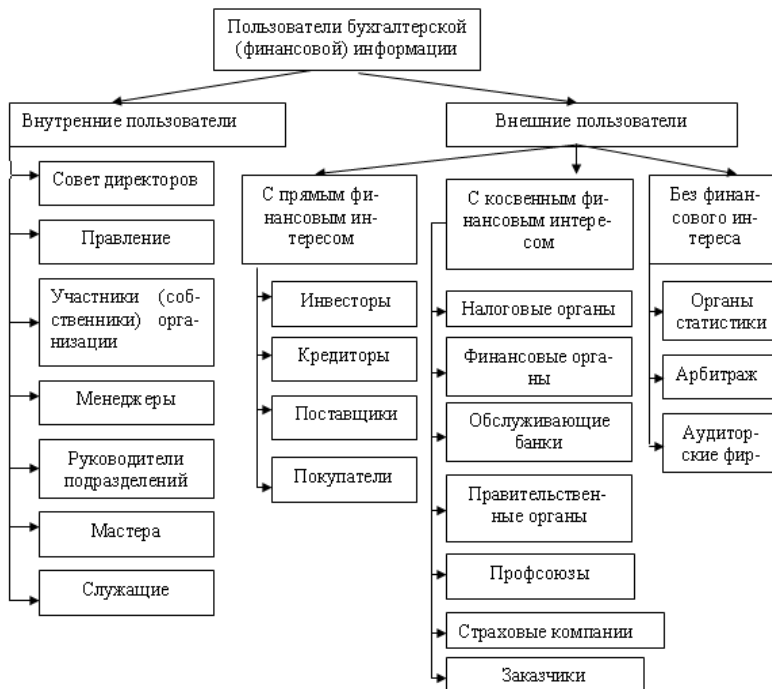 Пользователи бухгалтерской
(финансовой) информации
Внутренние пользователи
Внешние пользователи
Совет директоров
Правление
Участники (соб-
ственники) орга-
низации
Менеджеры
Руководители
подразделений
Мастера
Служащие
С прямым фи-
нансовым ин-
тересом
Инвесторы
Кредиторы
Поставщики
Покупатели
С косвенным фи-
нансовым интере-
сом
Налоговые органы
Финансовые орга-
ны
Обслуживающие
банки
Правительствен-
ные органы
Профсоюзы
Страховые компании
Заказчики
Без финан-
сового ин-
тереса
Органы
статистики
Арбитраж
Аудитор-
ские фир-